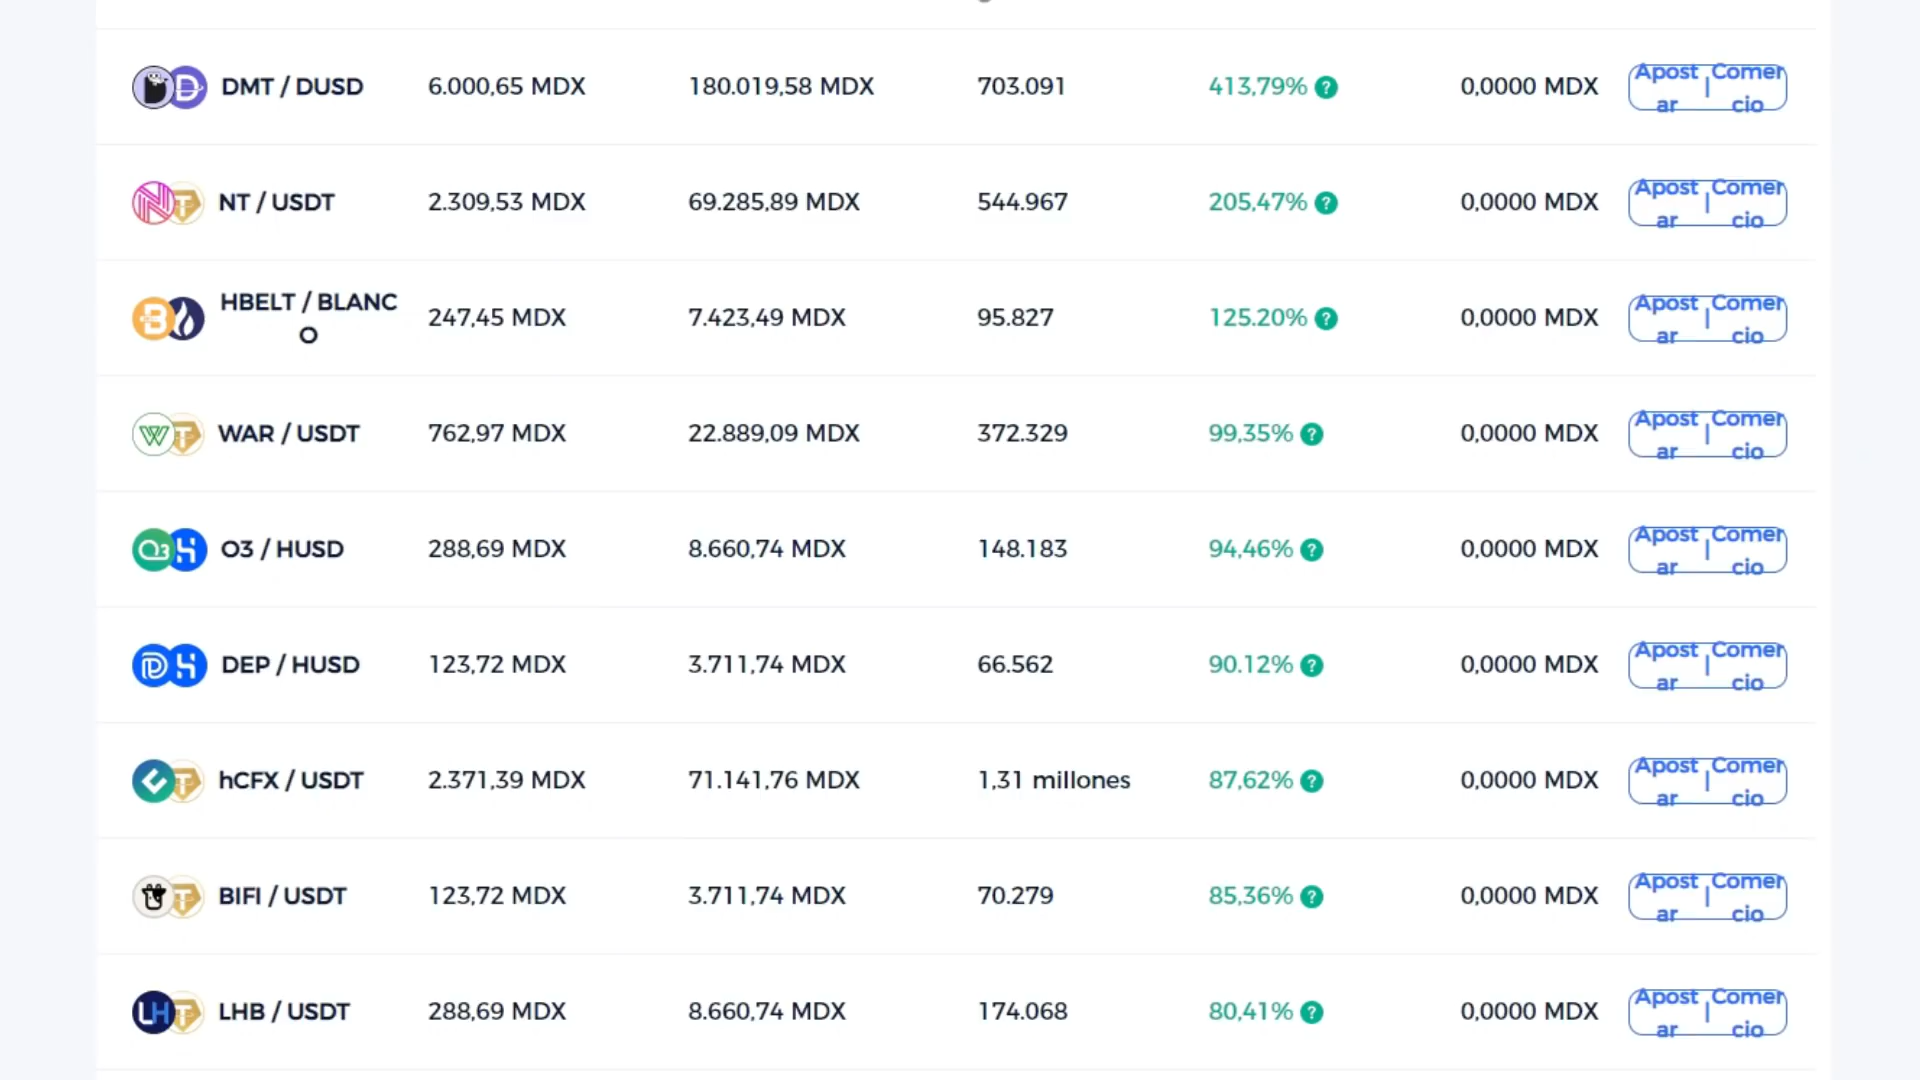 DMT / DUSD 6.000,65 MDX 180.019,58 MDX 703.091 413,79% ? 0,0000 MDX Apost | Comer
ar cio
NT / USDT 2.309,53 MDX 69.285,89 MDX 544.967 205,47% ? 0,0000 MDX Apost | Comer
ar cio
HBELT / BLANC 247,45 MDX 7.423,49 MDX 95.827 125.20% ? 0,0000 MDX Apost | Comer
O ar cio
WAR / USDT 762,97 MDX 22.889,09 MDX 372.329 99,35% ? 0,0000 MDX Apost | Comer
ar cio
O3 / HUSD 288,69 MDX 8.660,74 MDX 148.183 94,46% ? 0,0000 MDX Apost | Comer
ar cio
DEP / HUSD 123,72 MDX 3.711,74 MDX 66.562 90.12% ? 0,0000 MDX Apost | Comer
ar cio
hCFX / USDT 2.371,39 MDX 71.141,76 MDX 1,31 millones 87,62% ? 0,0000 MDX Apost | Comer
ar cio
BIFI / USDT 123,72 MDX 3.711,74 MDX 70.279 85,36% ? 0,0000 MDX Apost | Comer
ar cio
LHB / USDT 288,69 MDX 8.660,74 MDX 174.068 80,41% ? 0,0000 MDX Apost | Comer
ar cio